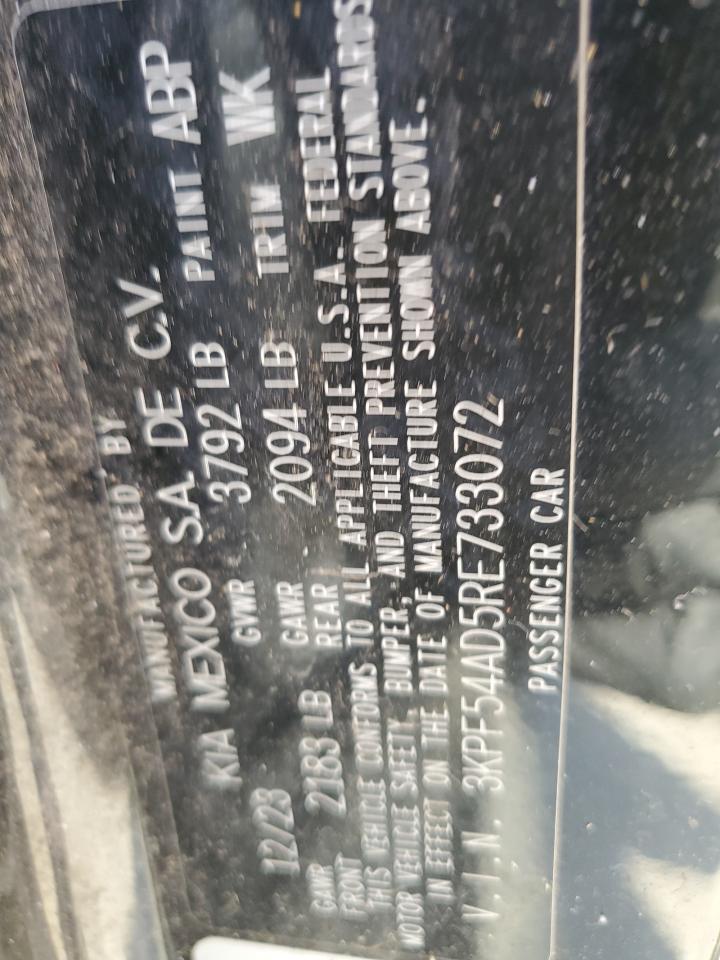 MANUFACTURED BY
KIA MEXICO S.A. DE C.V.
12/23 GVWR 3792 LB PAINT ABP
GAWR FRONT 2183 LB GAWR REAR 2094 LB TRIM WK
THIS VEHICLE CONFORMS TO ALL APPLICABLE U.S.A. FEDERAL
MOTOR VEHICLE SAFETY, BUMPER, AND THEFT PREVENTION STANDARDS
IN EFFECT ON THE DATE OF MANUFACTURE SHOWN ABOVE.
V.I.N. 3KPF54AD5RE733072
PASSENGER CAR